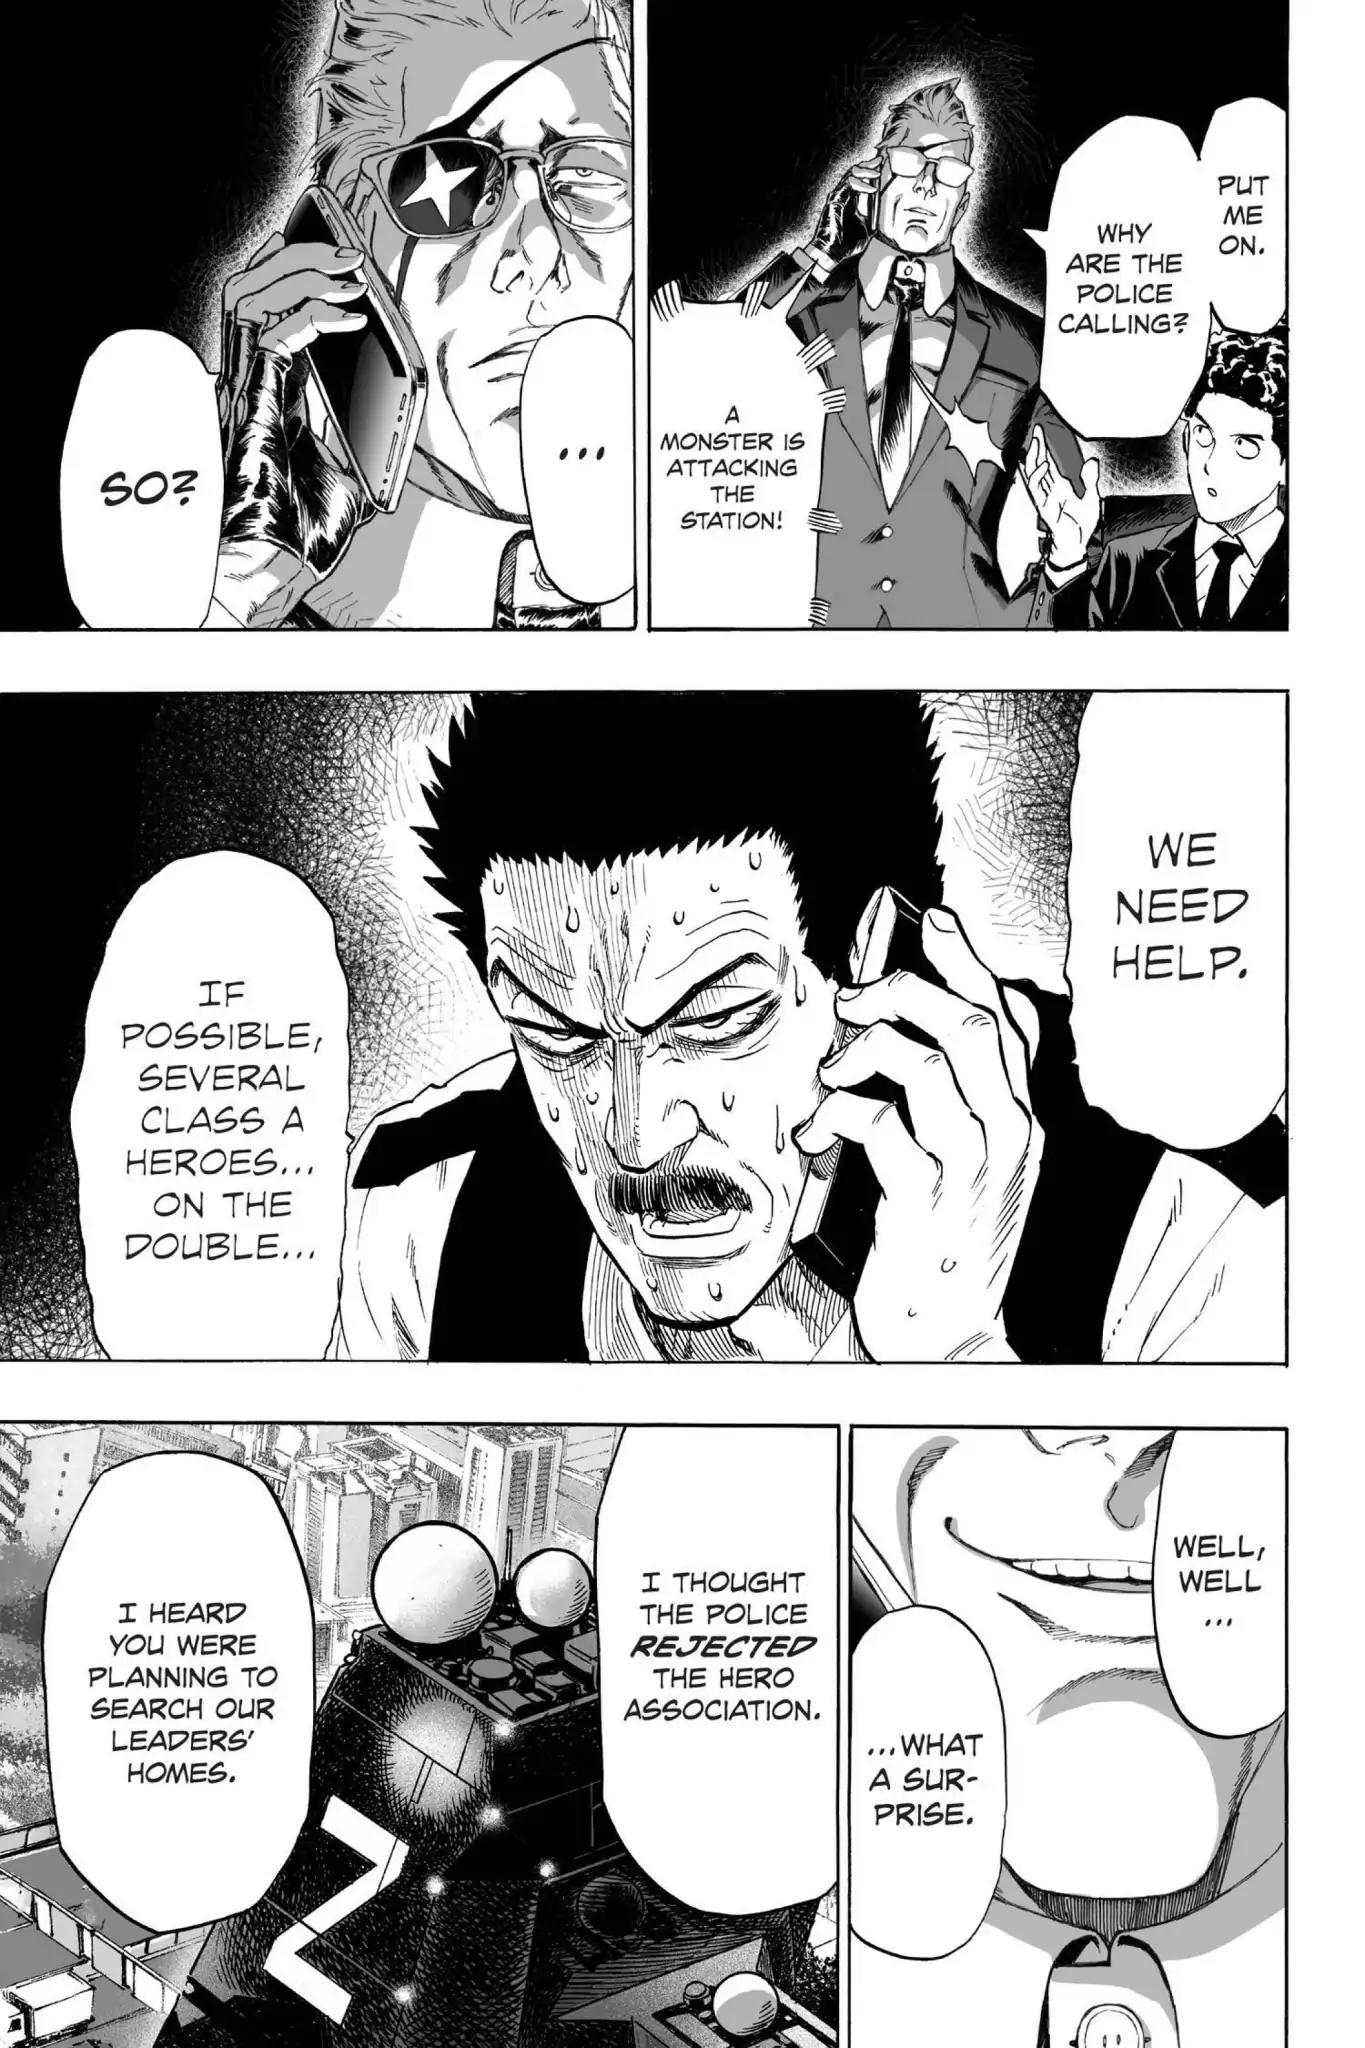 PUT
ME
ON.
WHY
ARE THE
POLICE
CALLING?
A
MONSTER IS
ATTACKING
THE
STATION!
...
SO?
WE
NEED
HELP.
IF
POSSIBLE,
SEVERAL
CLASS A
HEROES...
ON THE
DOUBLE...
WELL,
WELL
...
...WHAT
A SUR-
PRISE.
I THOUGHT
THE POLICE
REJECTED
THE HERO
ASSOCIATION.
I HEARD
YOU WERE
PLANNING TO
SEARCH OUR
LEADERS'
HOMES.